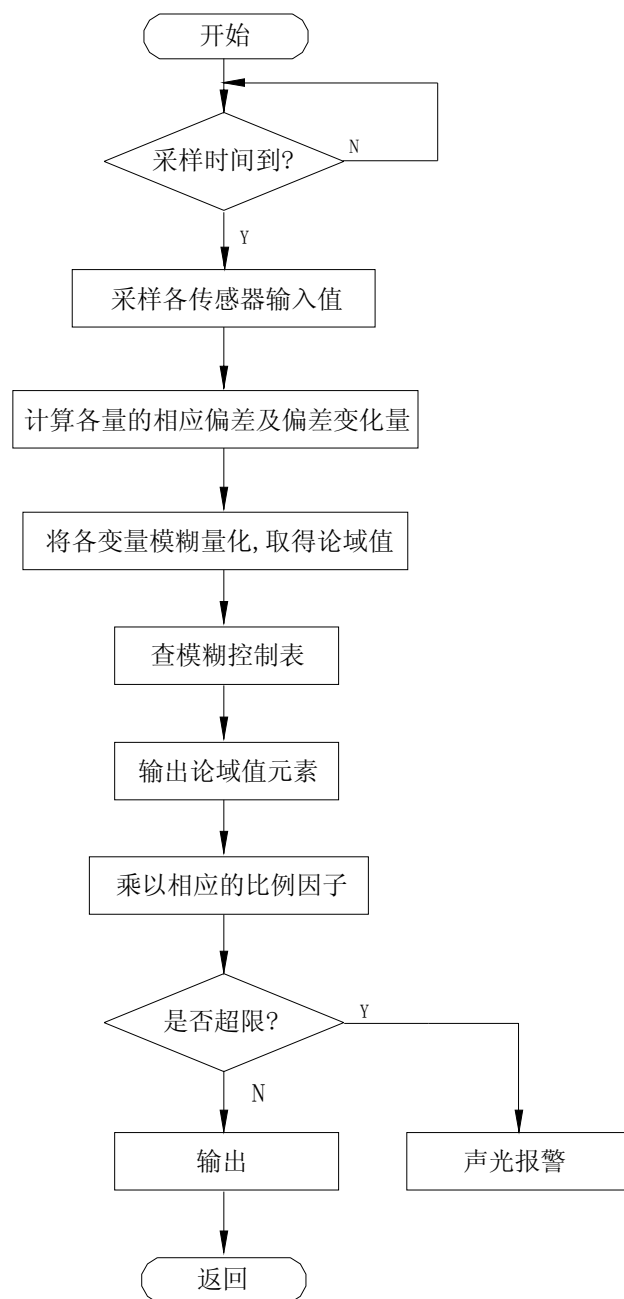 开始
采样时间到?
N
Y
采样各传感器输入值
计算各量的相应偏差及偏差变化量
将各变量模糊量化,取得论域值
查模糊控制表
输出论域值元素
乘以相应的比例因子
是否超限?
Y
N
输出
声光报警
返回